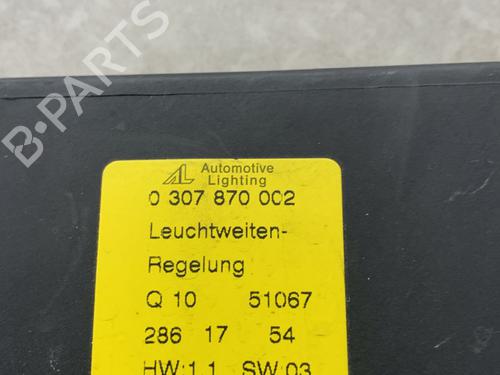 B-PARTS
AL Automotive
Lighting
0 307 870 002
Leuchtweiten-
Regelung
Q 10 51067
286 17 54
HW:1.1 SW:03